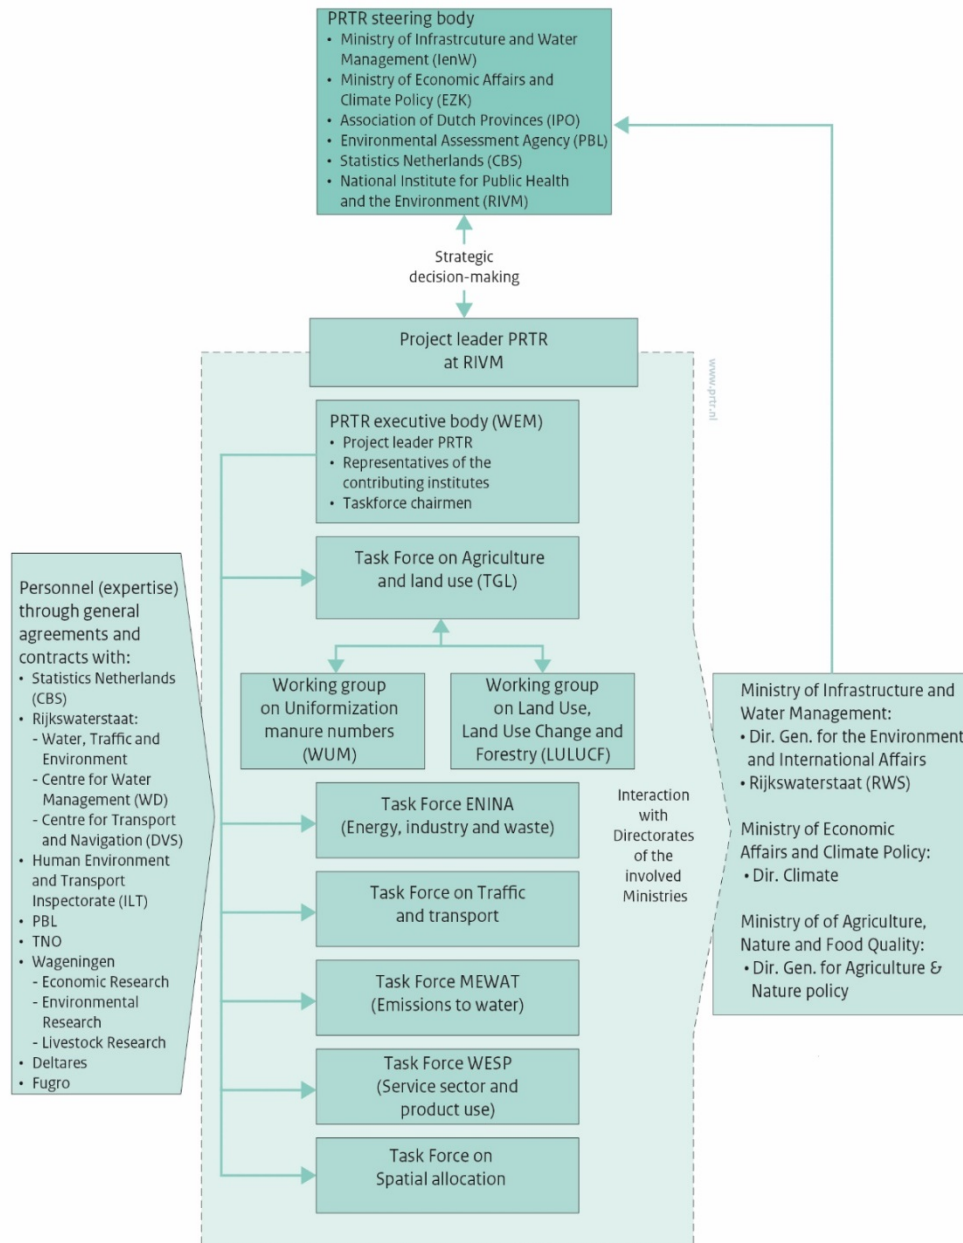 PRTR steering body
• Ministry of Infrastrcuture and Water
Management (IenW)
• Ministry of Economic Affairs and
Climate Policy (EZK)
• Association of Dutch Provinces (IPO)
• Environmental Assessment Agency (PBL)
• Statistics Netherlands (CBS)
• National Institute for Public Health
and the Environment (RIVM)
Strategic
decision-making
Project leader PRTR
at RIVM
www.prtr.nl
PRTR executive body (WEM)
• Project leader PRTR
• Representatives of the
contributing institutes
• Taskforce chairmen
Task Force on Agriculture
and land use (TGL)
Working group
on Uniformization
manure numbers
(WUM)
Working group
on Land Use,
Land Use Change and
Forestry (LULUCF)
Task Force ENINA
(Energy, industry and waste)
Task Force on Traffic
and transport
Task Force MEWAT
(Emissions to water)
Task Force WESP
(Service sector and
product use)
Task Force on
Spatial allocation
Personnel (expertise)
through general
agreements and
contracts with:
• Statistics Netherlands
(CBS)
• Rijkswaterstaat:
- Water, Traffic and
Environment
- Centre for Water
Management (WD)
- Centre for Transport
and Navigation (DVS)
• Human Environment
and Transport
Inspectorate (ILT)
• PBL
• TNO
• Wageningen
- Economic Research
- Environmental
Research
- Livestock Research
• Deltares
• Fugro
Interaction
with
Directorates
of the
involved
Ministries
Ministry of Infrastructure and
Water Management:
• Dir. Gen. for the Environment
and International Affairs
• Rijkswaterstaat (RWS)
Ministry of Economic
Affairs and Climate Policy:
• Dir. Climate
Ministry of of Agriculture,
Nature and Food Quality:
• Dir. Gen. for Agriculture &
Nature policy